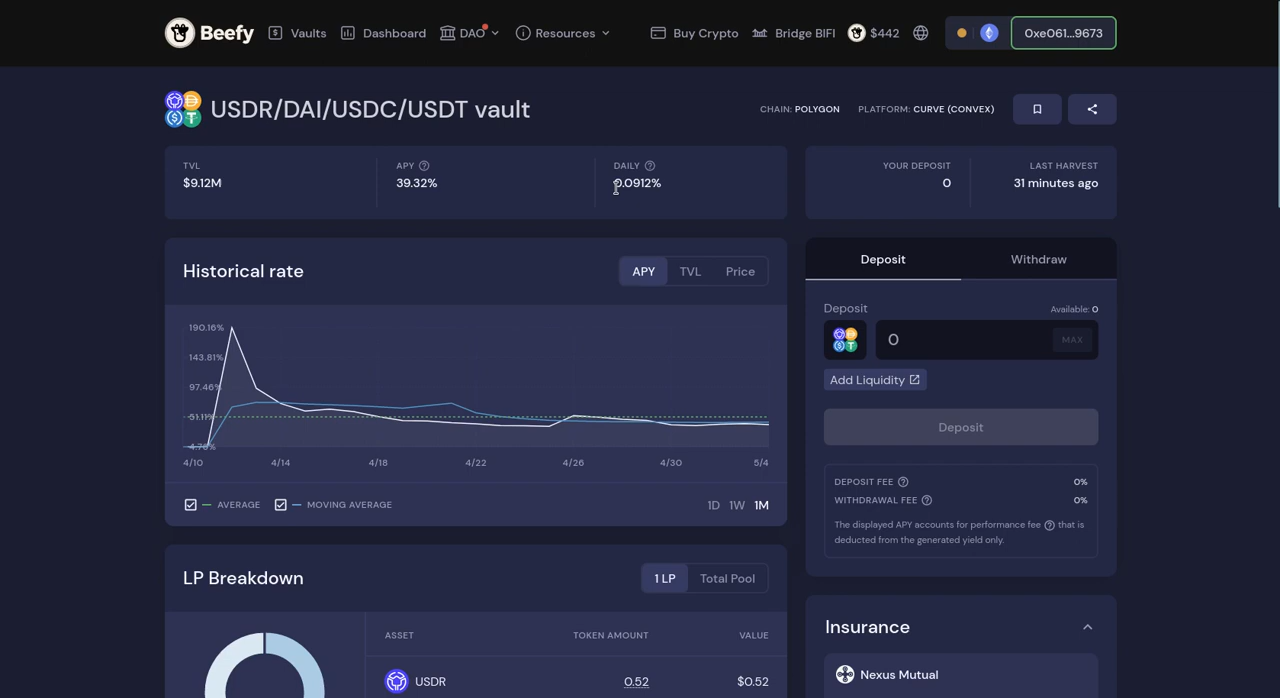 Beefy
Vaults
Dashboard
DAO
Resources
Buy Crypto
Bridge BIFI
$442
0xe061...9673
USDR/DAI/USDC/USDT vault
CHAIN: POLYGON
PLATFORM: CURVE (CONVEX)
TVL
$9.12M
APY
39.32%
DAILY
0.0912%
YOUR DEPOSIT
0
LAST HARVEST
31 minutes ago
Historical rate
APY
TVL
Price
190.16%
143.81%
97.46%
51.11%
4.76%
4/10
4/14
4/18
4/22
4/26
4/30
5/4
AVERAGE
MOVING AVERAGE
1D
1W
1M
Deposit
Withdraw
Deposit
Available: 0
0
MAX
Add Liquidity
Deposit
DEPOSIT FEE
0%
WITHDRAWAL FEE
0%
The displayed APY accounts for performance fee that is
deducted from the generated yield only.
LP Breakdown
1 LP
Total Pool
ASSET
TOKEN AMOUNT
VALUE
USDR
0.52
$0.52
Insurance
Nexus Mutual